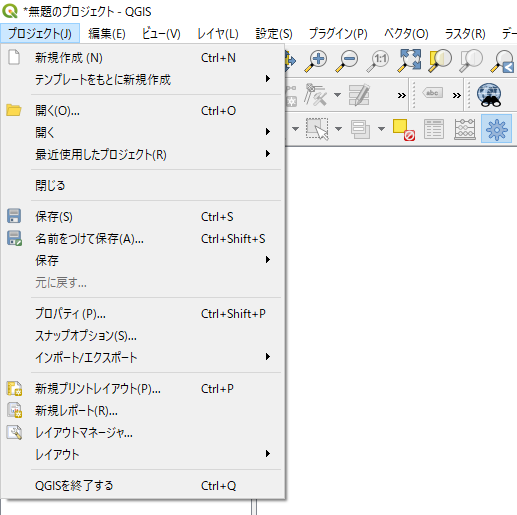 *無題のプロジェクト - QGIS
プロジェクト(J) 編集(E) ビュー(V) レイヤ(L) 設定(S) プラグイン(P) ベクタ(O) ラスタ(R) デー
新規作成 (N) Ctrl+N
テンプレートをもとに新規作成
開く(O)... Ctrl+O
開く
最近使用したプロジェクト(R)
閉じる
保存(S) Ctrl+S
名前をつけて保存(A)... Ctrl+Shift+S
保存
元に戻す...
プロパティ (P)... Ctrl+Shift+P
スナップオプション(S)...
インポート/エクスポート
新規プリントレイアウト(P)... Ctrl+P
新規レポート(R)...
レイアウトマネージャ...
レイアウト
QGISを終了する Ctrl+Q
1:1
abc